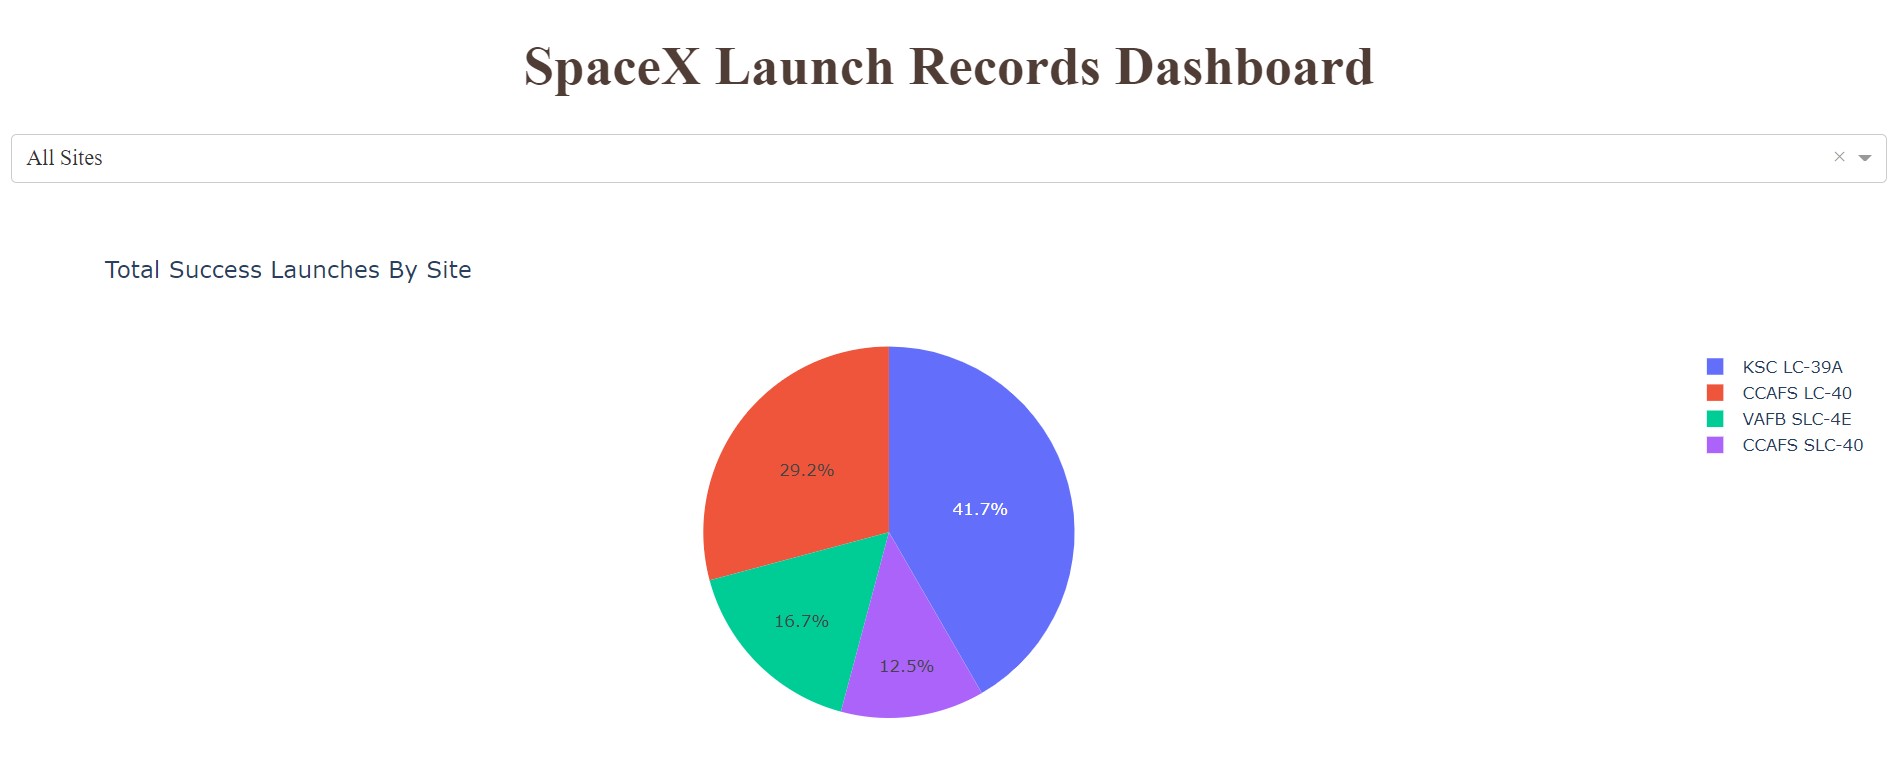 SpaceX Launch Records Dashboard
All Sites
×
Total Success Launches By Site
KSC LC-39A
CCAFS LC-40
VAFB SLC-4E
CCAFS SLC-40
29.2%
41.7%
16.7%
12.5%